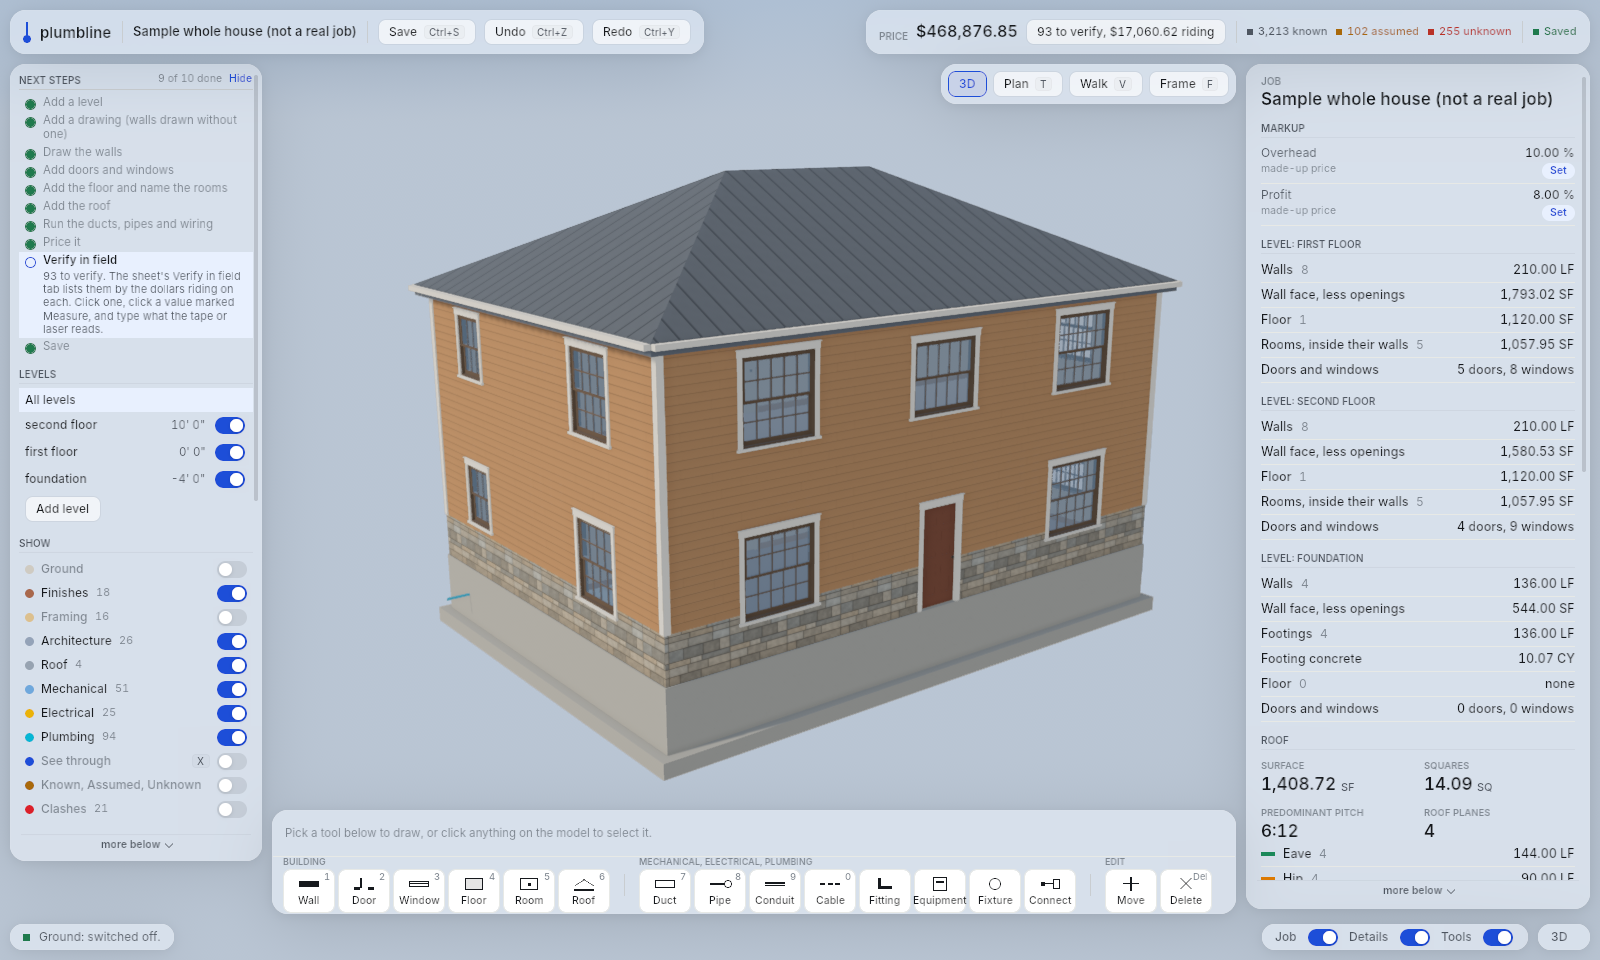 plumbline
Sample whole house (not a real job)
Save Ctrl+S
Undo Ctrl+Z
Redo Ctrl+Y
PRICE $468,876.85
93 to verify, $17,060.62 riding
3,213 known
102 assumed
255 unknown
Saved
NEXT STEPS
9 of 10 done Hide
Add a level
Add a drawing (walls drawn without
one)
Draw the walls
Add doors and windows
Add the floor and name the rooms
Add the roof
Run the ducts, pipes and wiring
Price it
Verify in field
93 to verify. The sheet's Verify in field
tab lists them by the dollars riding on
each. Click one, click a value marked
Measure, and type what the tape or
laser reads.
Save
LEVELS
All levels
second floor 10' 0"
first floor 0' 0"
foundation -4' 0"
Add level
SHOW
Ground
Finishes 18
Framing 16
Architecture 26
Roof 4
Mechanical 51
Electrical 25
Plumbing 94
See through X
Known, Assumed, Unknown
Clashes 21
more below
Ground: switched off.
3D
Plan T
Walk V
Frame F
Pick a tool below to draw, or click anything on the model to select it.
BUILDING
1 Wall
2 Door
3 Window
4 Floor
5 Room
6 Roof
MECHANICAL, ELECTRICAL, PLUMBING
7 Duct
8 Pipe
9 Conduit
0 Cable
Fitting
Equipment
Fixture
Connect
EDIT
Move
Del Delete
JOB
Sample whole house (not a real job)
MARKUP
Overhead 10.00 %
made-up price Set
Profit 8.00 %
made-up price Set
LEVEL: FIRST FLOOR
Walls 8 210.00 LF
Wall face, less openings 1,793.02 SF
Floor 1 1,120.00 SF
Rooms, inside their walls 5 1,057.95 SF
Doors and windows 5 doors, 8 windows
LEVEL: SECOND FLOOR
Walls 8 210.00 LF
Wall face, less openings 1,580.53 SF
Floor 1 1,120.00 SF
Rooms, inside their walls 5 1,057.95 SF
Doors and windows 4 doors, 9 windows
LEVEL: FOUNDATION
Walls 4 136.00 LF
Wall face, less openings 544.00 SF
Footings 4 136.00 LF
Footing concrete 10.07 CY
Floor 0 none
Doors and windows 0 doors, 0 windows
ROOF
SURFACE SQUARES
1,408.72 SF 14.09 SQ
PREDOMINANT PITCH ROOF PLANES
6:12 4
Eave 4 144.00 LF
Hip 4 90.00 LF
more below
Job
Details
Tools
3D